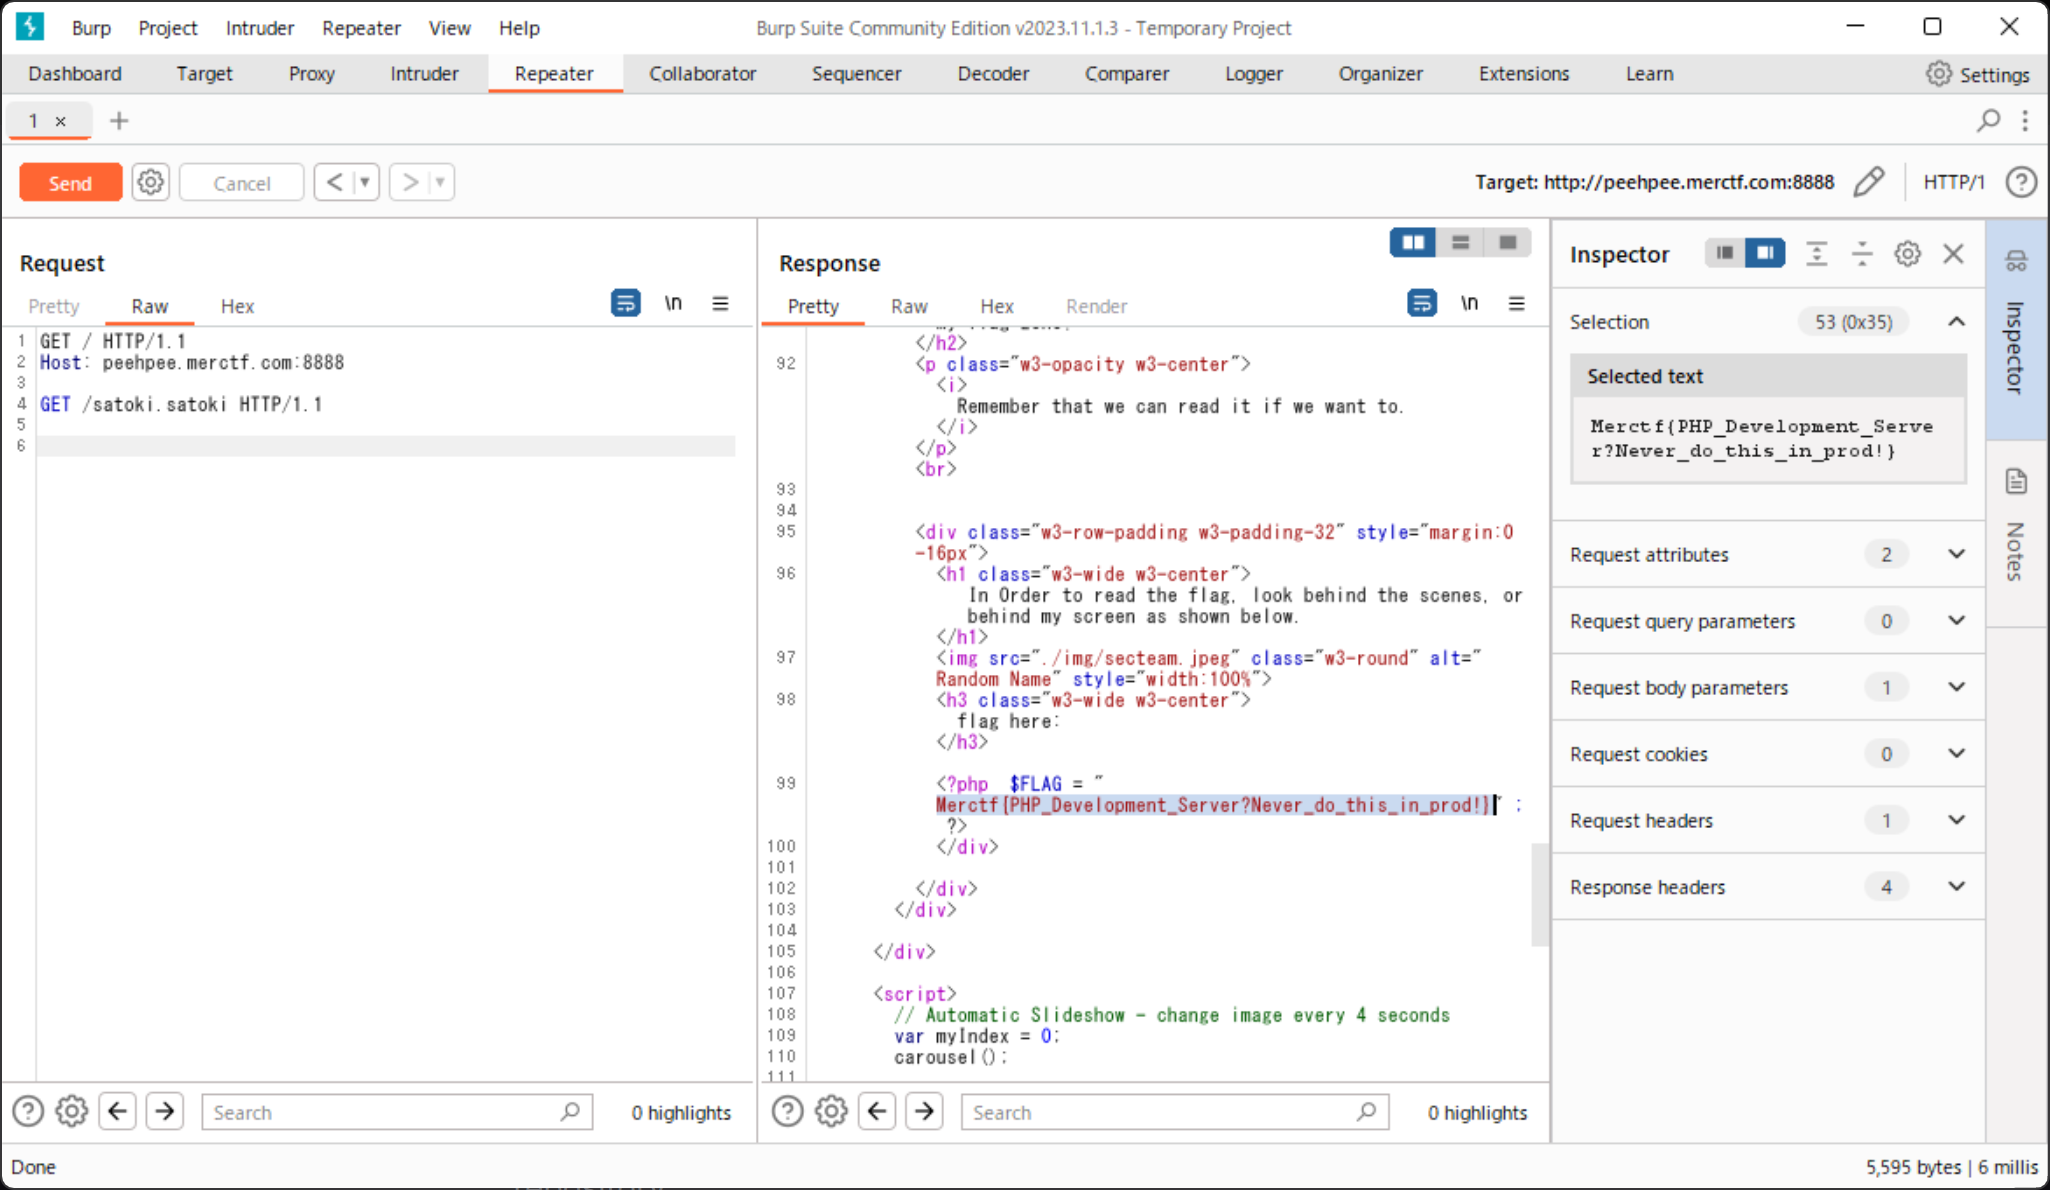 Burp Project Intruder Repeater View Help Burp Suite Community Edition v2023.11.1.3 - Temporary Project
Dashboard Target Proxy Intruder Repeater Collaborator Sequencer Decoder Comparer Logger Organizer Extensions Learn Settings
1 × +
Send Cancel < > Target: http://peehpee.merctf.com:8888 HTTP/1
Request
Pretty Raw Hex \n
1 GET / HTTP/1.1
2 Host: peehpee.merctf.com:8888
3
4 GET /satoki.satoki HTTP/1.1
5
6
Search 0 highlights
Response
Pretty Raw Hex Render \n
</h2>
92 <p class="w3-opacity w3-center">
<i>
Remember that we can read it if we want to.
</i>
</p>
<br>
93
94
95 <div class="w3-row-padding w3-padding-32" style="margin:0
-16px">
96 <h1 class="w3-wide w3-center">
In Order to read the flag, look behind the scenes, or
behind my screen as shown below.
</h1>
97 <img src="./img/secteam.jpeg" class="w3-round" alt="
Random Name" style="width:100%">
98 <h3 class="w3-wide w3-center">
flag here:
</h3>
99 <?php $FLAG = "
Merctf{PHP_Development_Server?Never_do_this_in_prod!}" ;
?>
100 </div>
101
102 </div>
103 </div>
104
105 </div>
106
107 <script>
108 // Automatic Slideshow - change image every 4 seconds
109 var myIndex = 0;
110 carousel();
111
Search 0 highlights
Inspector
Selection 53 (0x35)
Selected text
Merctf{PHP_Development_Serve
r?Never_do_this_in_prod!}
Request attributes 2
Request query parameters 0
Request body parameters 1
Request cookies 0
Request headers 1
Response headers 4
Inspector
Notes
Done 5,595 bytes | 6 millis